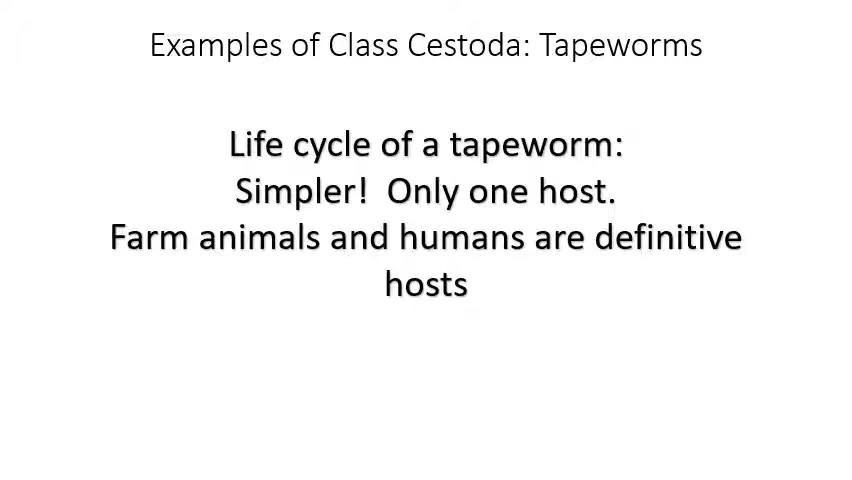 Examples of Class Cestoda: Tapeworms
Life cycle of a tapeworm:
Simpler!  Only one host.
Farm animals and humans are definitive
hosts